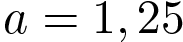 a = 1, 25